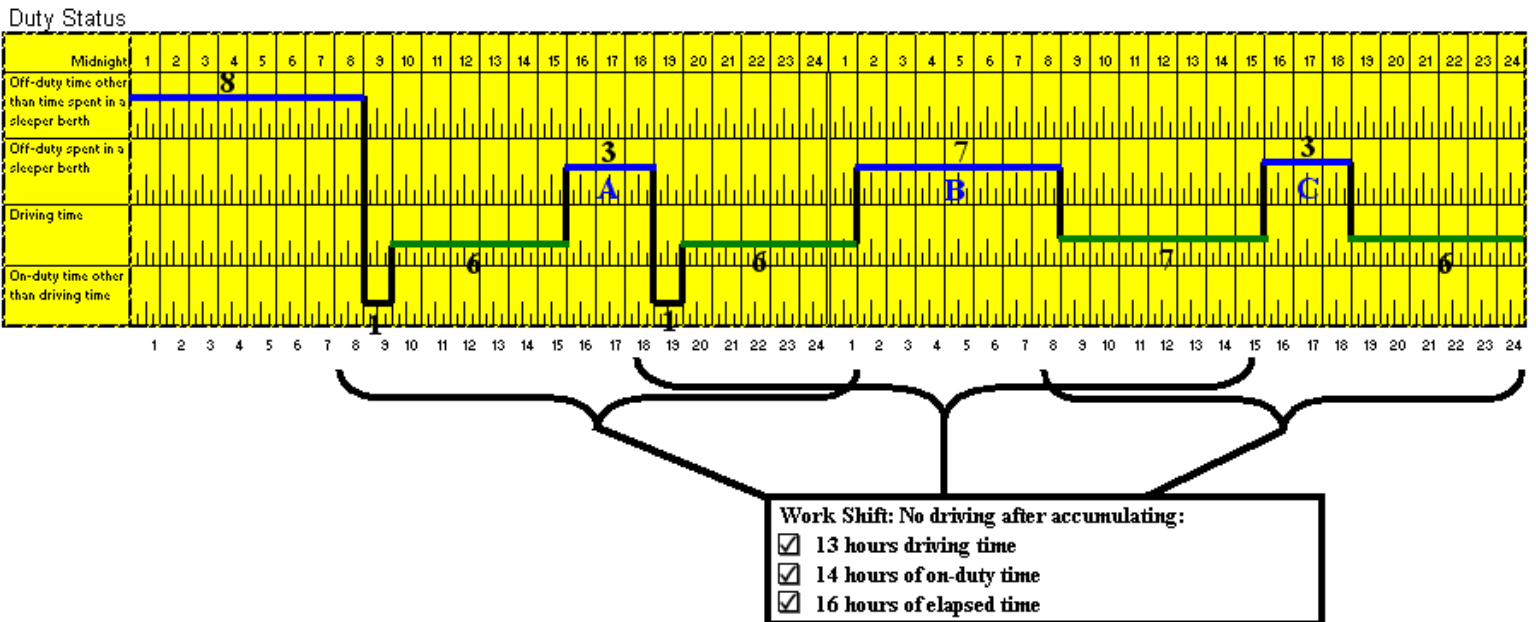 Duty Status
Midnight 1 2 3 4 5 6 7 8 9 10 11 12 13 14 15 16 17 18 19 20 21 22 23 24 1 2 3 4 5 6 7 8 9 10 11 12 13 14 15 16 17 18 19 20 21 22 23 24
Off-duty time other
than time spent in a
sleeper berth
8
Off-duty spent in a
sleeper berth
3 7 3
A B C
Driving time
6 6 7 6
On-duty time other
than driving time
1 1
1 2 3 4 5 6 7 8 9 10 11 12 13 14 15 16 17 18 19 20 21 22 23 24 1 2 3 4 5 6 7 8 9 10 11 12 13 14 15 16 17 18 19 20 21 22 23 24
Work Shift: No driving after accumulating:
☑ 13 hours driving time
☑ 14 hours of on-duty time
☑ 16 hours of elapsed time